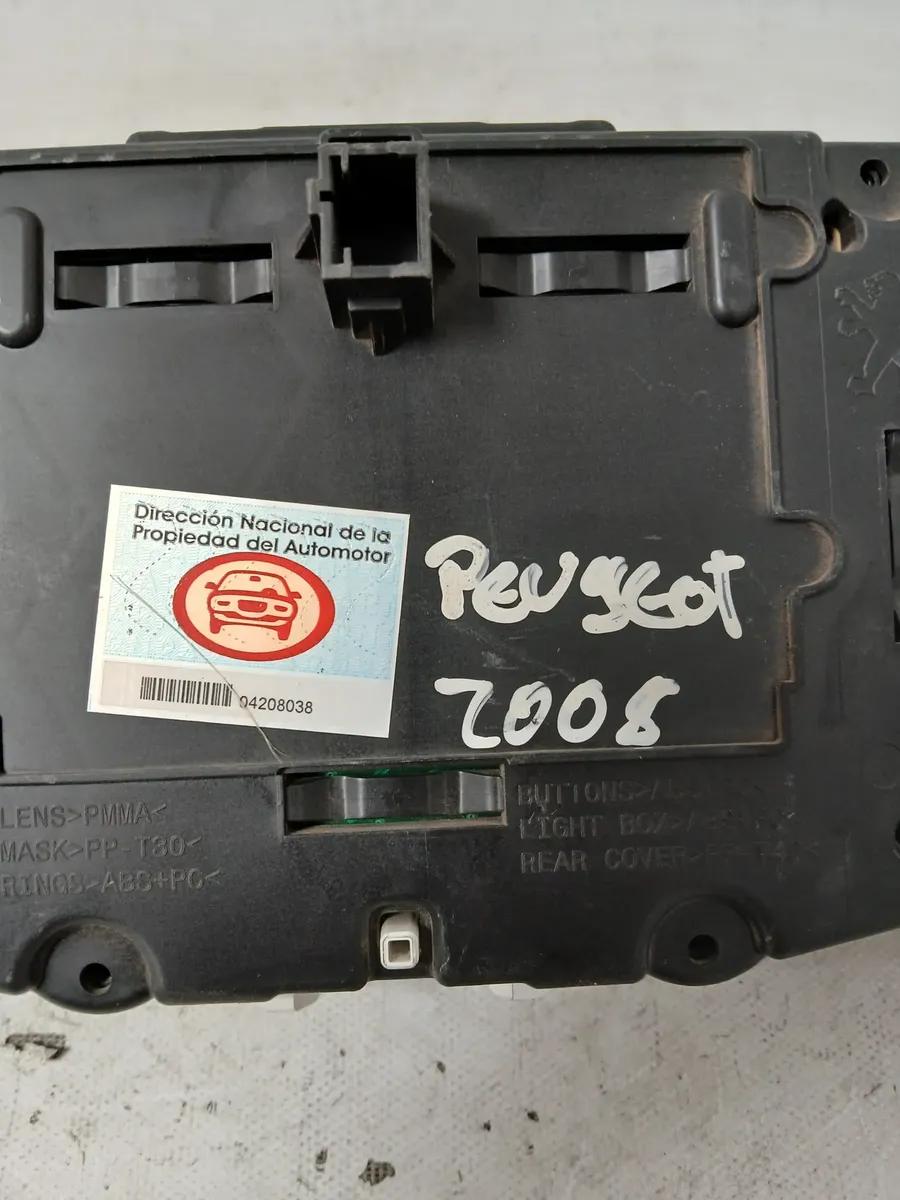 Dirección Nacional de la
Propiedad del Automotor
04208038
PEUgEOT
2008
LENS>PMMA<
MASK>PP-T30<
RINGS>ABS+PC<
BUTTONS>
LIGHT BOX>
REAR COVER>